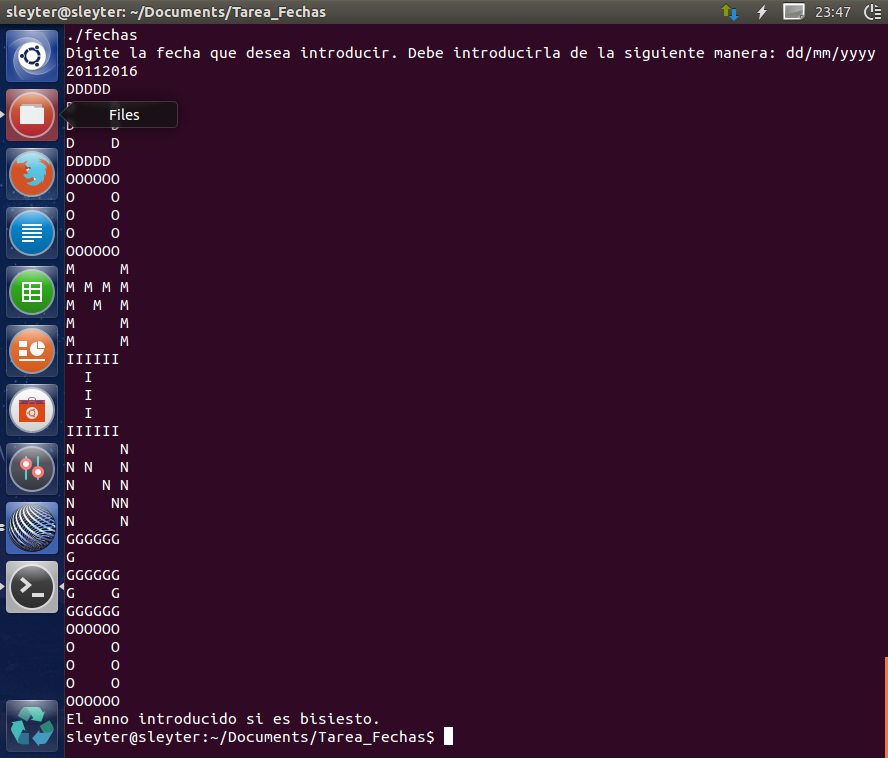 sleyter@sleyter: ~/Documents/Tarea_Fechas 23:47
./fechas
Digite la fecha que desea introducir. Debe introducirla de la siguiente manera: dd/mm/yyyy
20112016
DDDDD
Files
D    D
DDDDD
OOOOOO
O    O
O    O
O    O
OOOOOO
M     M
M M M M
M  M  M
M     M
M     M
IIIIII
  I
  I
  I
IIIIII
N     N
N N   N
N   N N
N    NN
N     N
GGGGGG
G
GGGGGG
G    G
GGGGGG
OOOOOO
O    O
O    O
O    O
OOOOOO
El anno introducido si es bisiesto.
sleyter@sleyter:~/Documents/Tarea_Fechas$